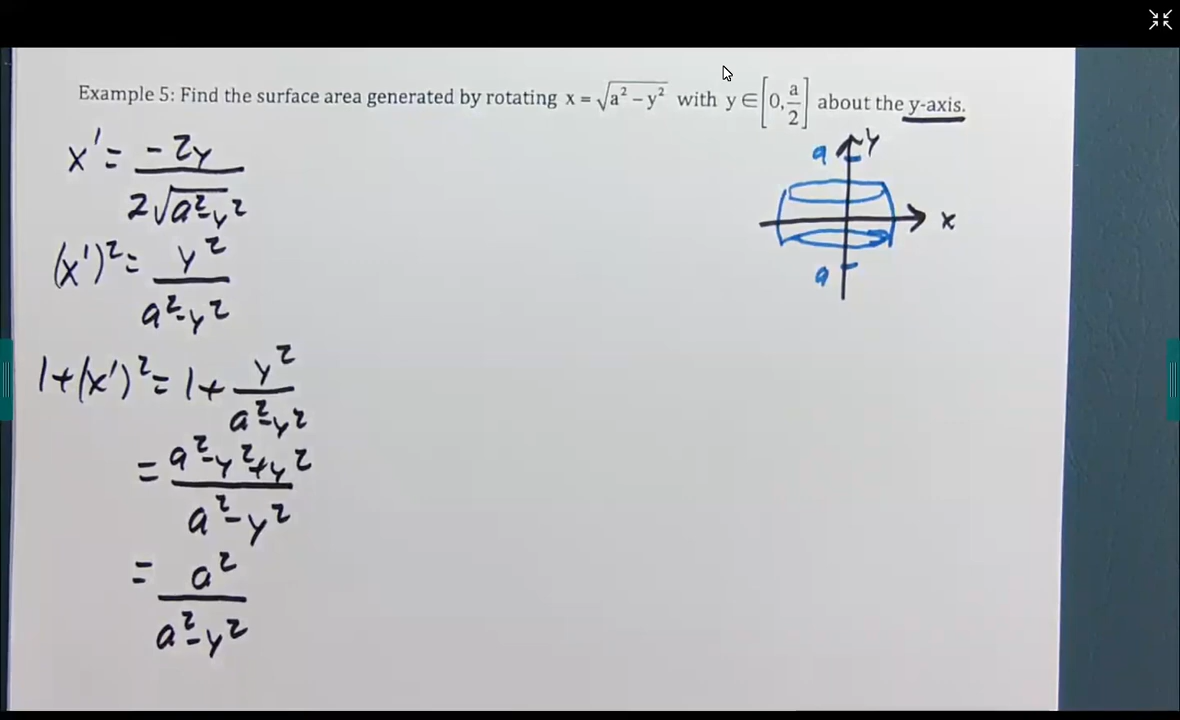 Example 5: Find the surface area generated by rotating x = √(a² − y²) with y ∈ [0, a/2] about the y-axis.
x' = −2y / 2√(a²−y²)
(x')² = y² / a²−y²
1+(x')² = 1 + y² / a²−y²
= a²−y²+y² / a²−y²
= a² / a²−y²
y
a
x
a